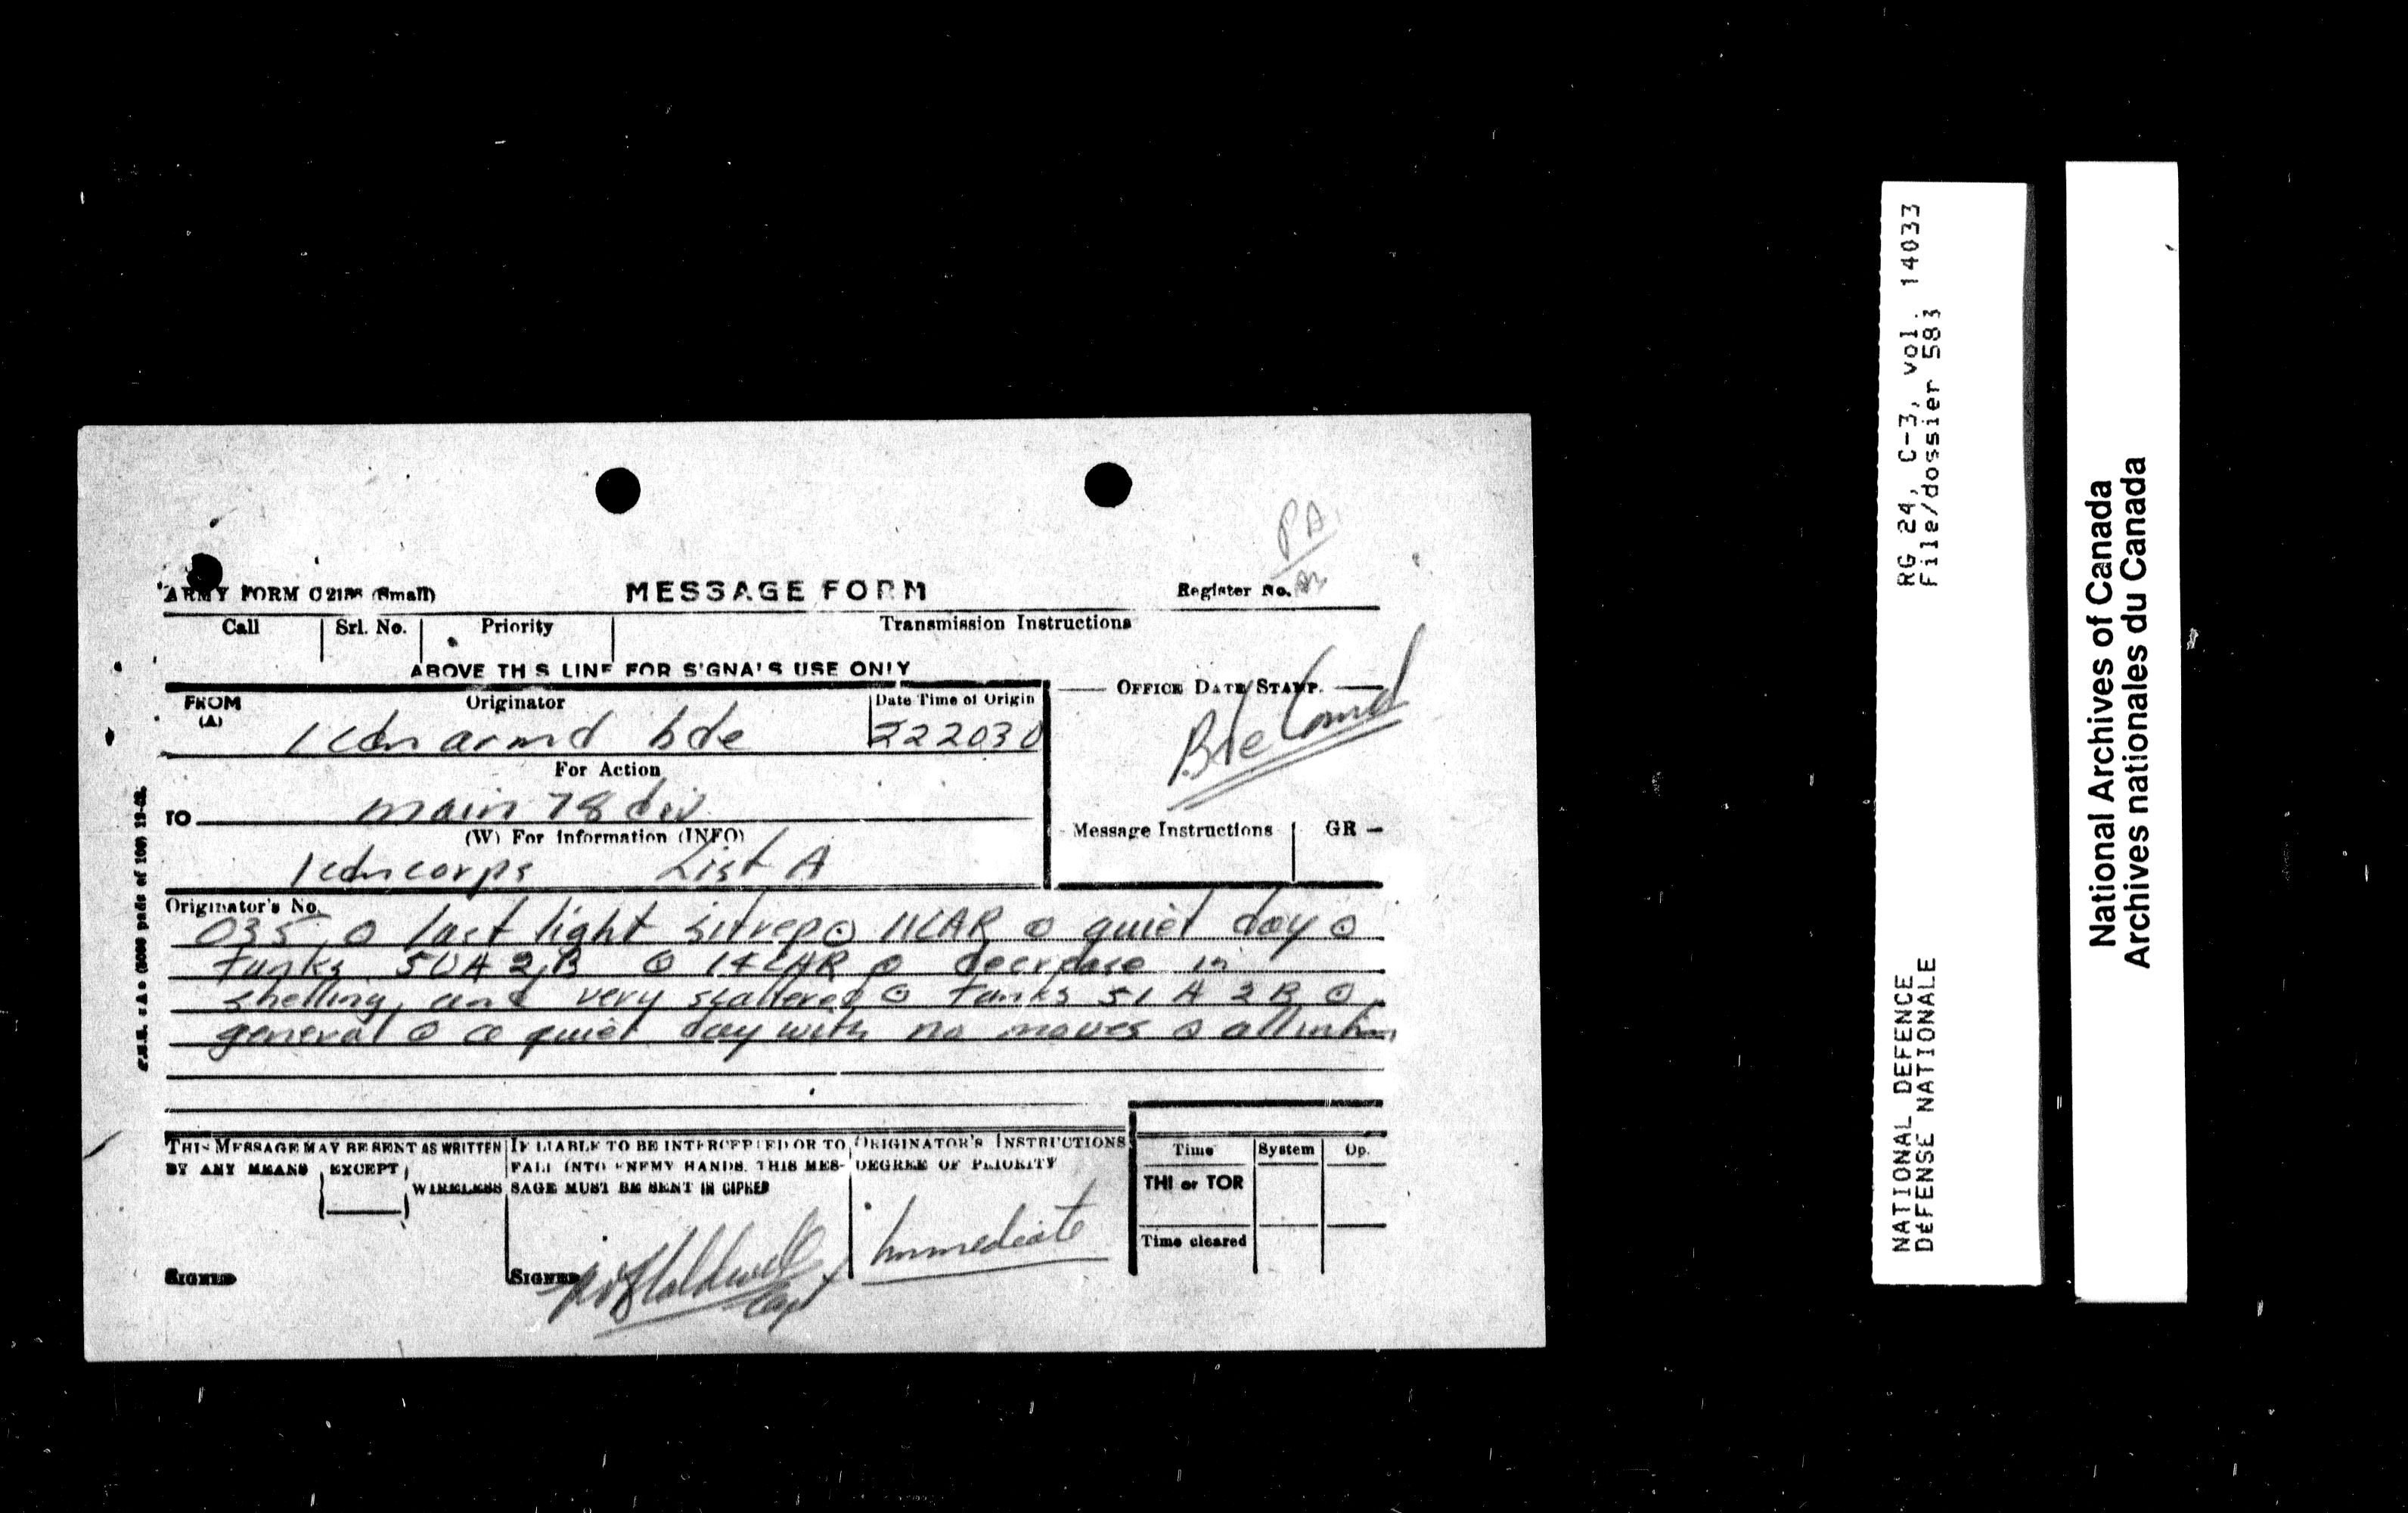 PA
ARMY FORM C2136 (Small) MESSAGE FORM Register No.
Call Srl. No. Priority Transmission Instructions
ABOVE THIS LINE FOR SIGNALS USE ONLY
FROM (A) Originator Date Time of Origin OFFICE DATE STAMP.
1 cdn armd bde 222030
Bde Comd
For Action
TO main 78 div
(W) For Information (INFO) Message Instructions GR —
1 cdn corps List A
Originator's No.
035 ⊙ last light sitrep ⊙ 11CAR ⊙ quiet day ⊙
tanks 50 A 2 B ⊙ 14CAR ⊙ decrease in
shelling and very scattered ⊙ tanks 51 A 2 B ⊙
general ⊙ a quiet day with no moves ⊙ all infm
THIS MESSAGE MAY BE SENT AS WRITTEN BY ANY MEANS EXCEPT WIRELESS
IF LIABLE TO BE INTERCEPTED OR TO FALL INTO ENEMY HANDS, THIS MESSAGE MUST BE SENT IN CIPHER
ORIGINATOR'S INSTRUCTIONS
DEGREE OF PRIORITY
Immediate
Time System Op.
THI or TOR
Time cleared
SIGNED
SIGNED
Capt
RG 24, C-3, vol. 14033
File/dossier 583
NATIONAL DEFENCE
DéFENSE NATIONALE
National Archives of Canada
Archives nationales du Canada